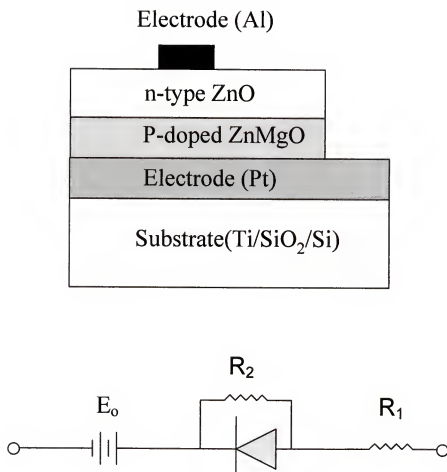 Electrode (Al)
n-type ZnO
P-doped ZnMgO
Electrode (Pt)
Substrate(Ti/SiO₂/Si)
R₂
Eₒ
R₁